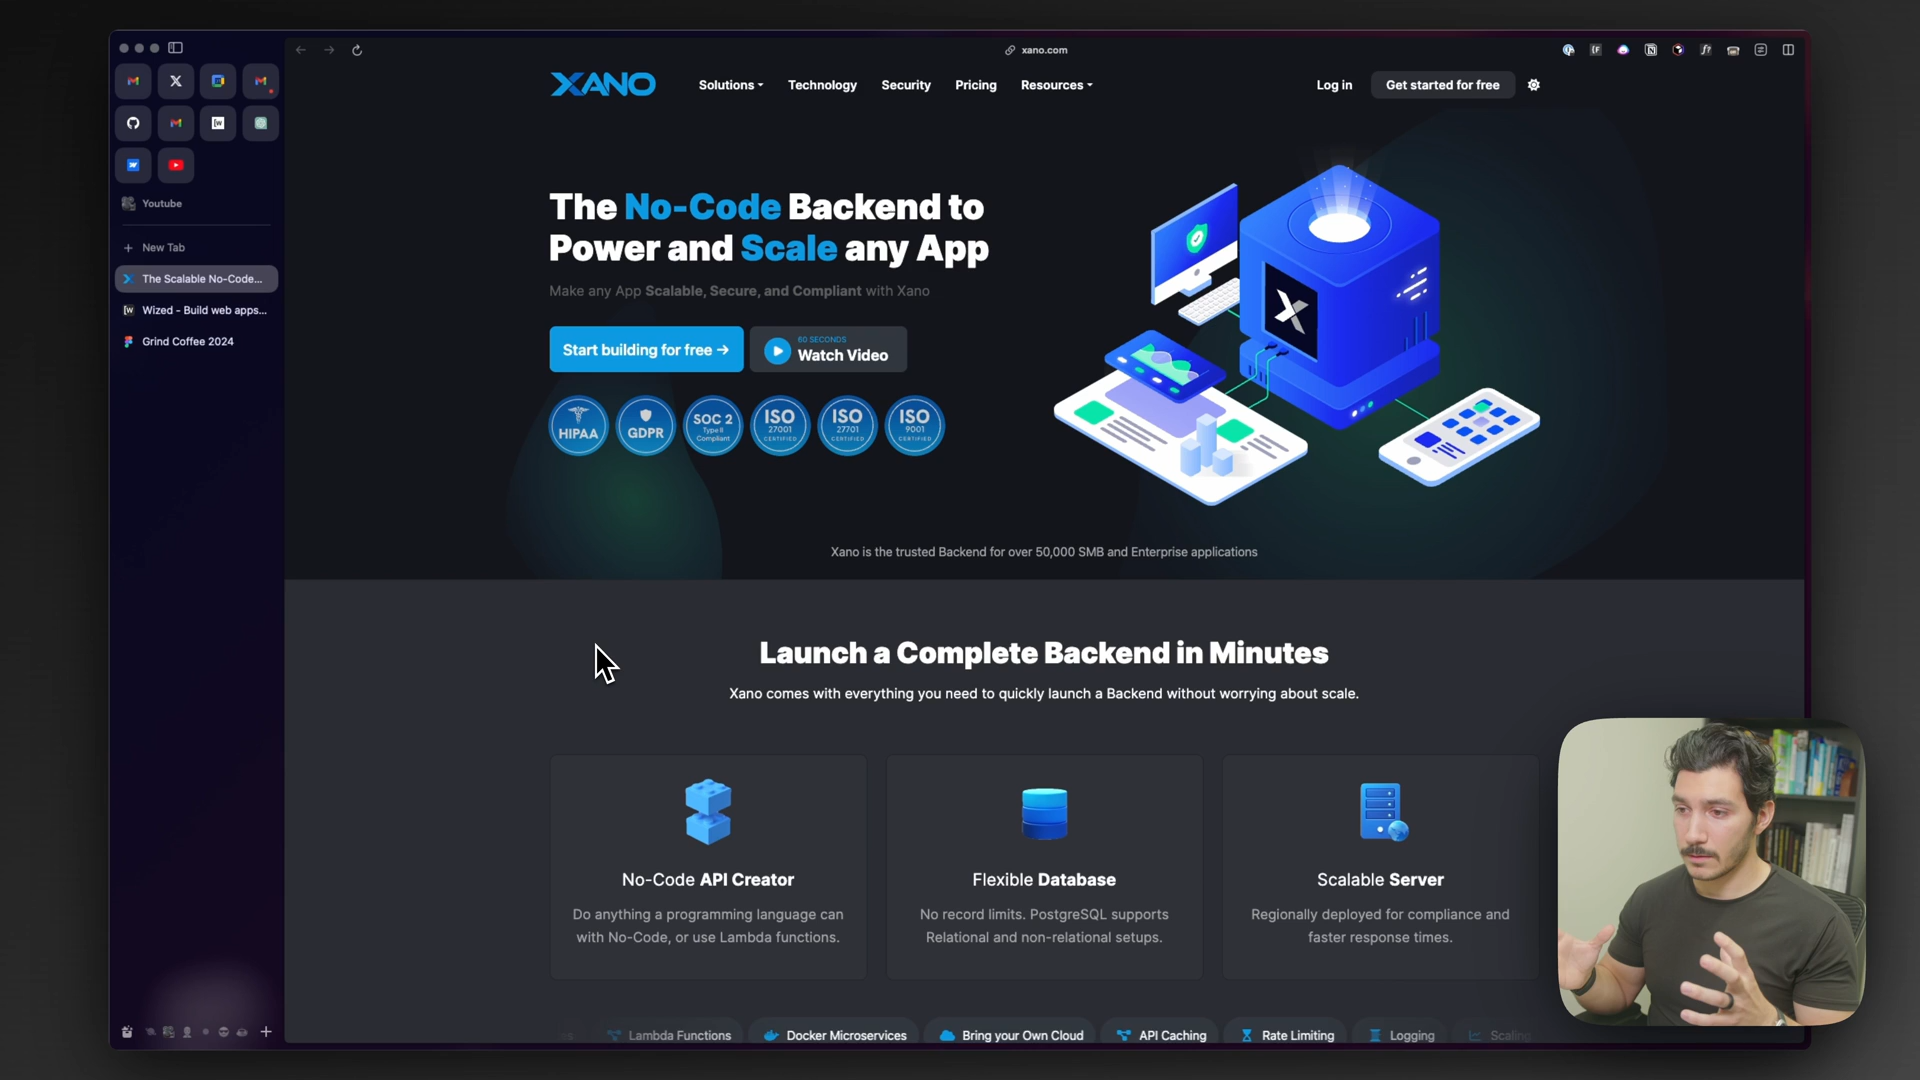 xano.com
XANO
Solutions
Technology
Security
Pricing
Resources
Log in
Get started for free
Youtube
New Tab
The Scalable No-Code...
Wized - Build web apps...
Grind Coffee 2024
The No-Code Backend to
Power and Scale any App
Make any App Scalable, Secure, and Compliant with Xano
Start building for free →
60 SECONDS
Watch Video
HIPAA
GDPR
SOC 2
Type II
Compliant
ISO
27001
CERTIFIED
ISO
27701
CERTIFIED
ISO
9001
CERTIFIED
Xano is the trusted Backend for over 50,000 SMB and Enterprise applications
Launch a Complete Backend in Minutes
Xano comes with everything you need to quickly launch a Backend without worrying about scale.
No-Code API Creator
Do anything a programming language can
with No-Code, or use Lambda functions.
Flexible Database
No record limits. PostgreSQL supports
Relational and non-relational setups.
Scalable Server
Regionally deployed for compliance and
faster response times.
Lambda Functions
Docker Microservices
Bring your Own Cloud
API Caching
Rate Limiting
Logging